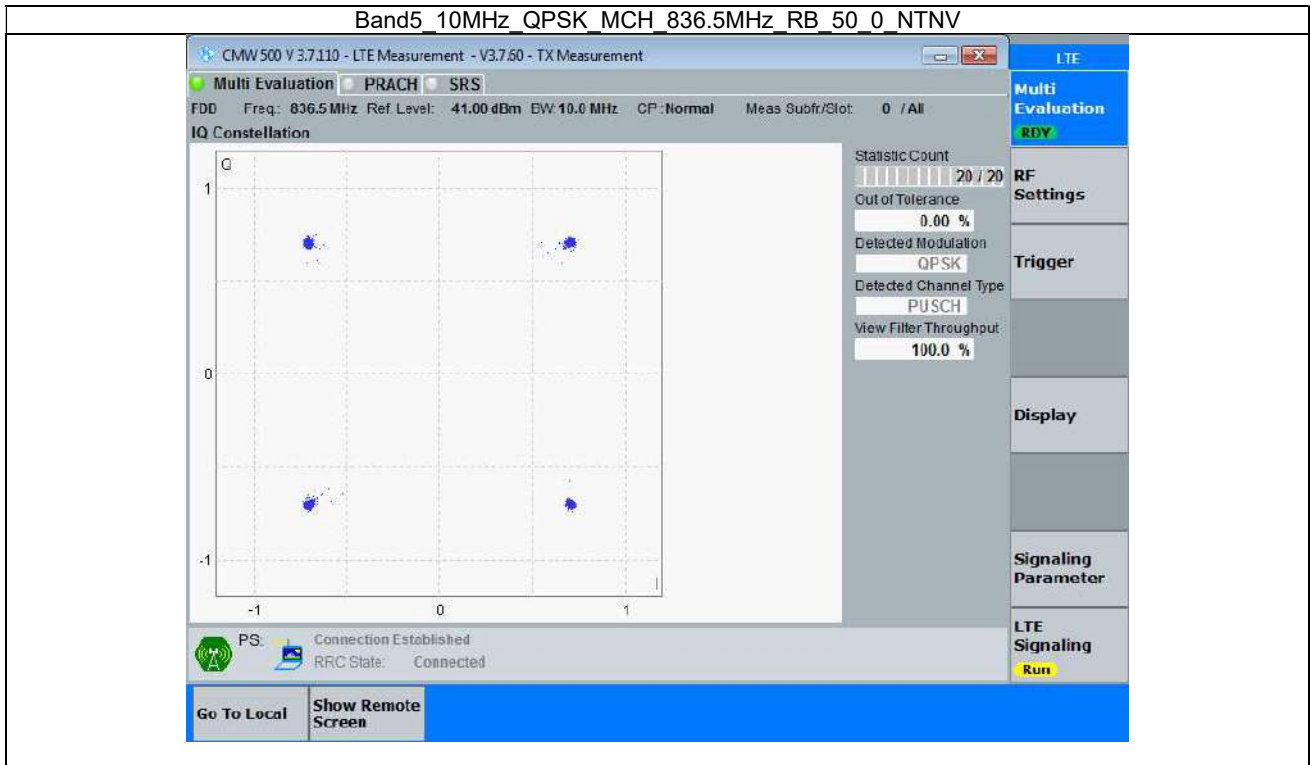 Band5_10MHz_QPSK_MCH_836.5MHz_RB_50_0_NTNV
CMW 500 V 3.7.110 - LTE Measurement - V3.7.60 - TX Measurement
LTE
Multi Evaluation PRACH SRS
FDD Freq.: 836.5 MHz Ref. Level: 41.00 dBm BW: 10.0 MHz CP: Normal Meas Subfr/Slot: 0 / All
IQ Constellation
Q
1
0
-1
-1 0 1
I
Statistic Count
20 / 20
Out of Tolerance
0.00 %
Detected Modulation
QPSK
Detected Channel Type
PUSCH
View Filter Throughput
100.0 %
Multi
Evaluation
RDY
RF
Settings
Trigger
Display
Signaling
Parameter
LTE
Signaling
Run
PS: Connection Established
RRC State: Connected
Go To Local
Show Remote
Screen